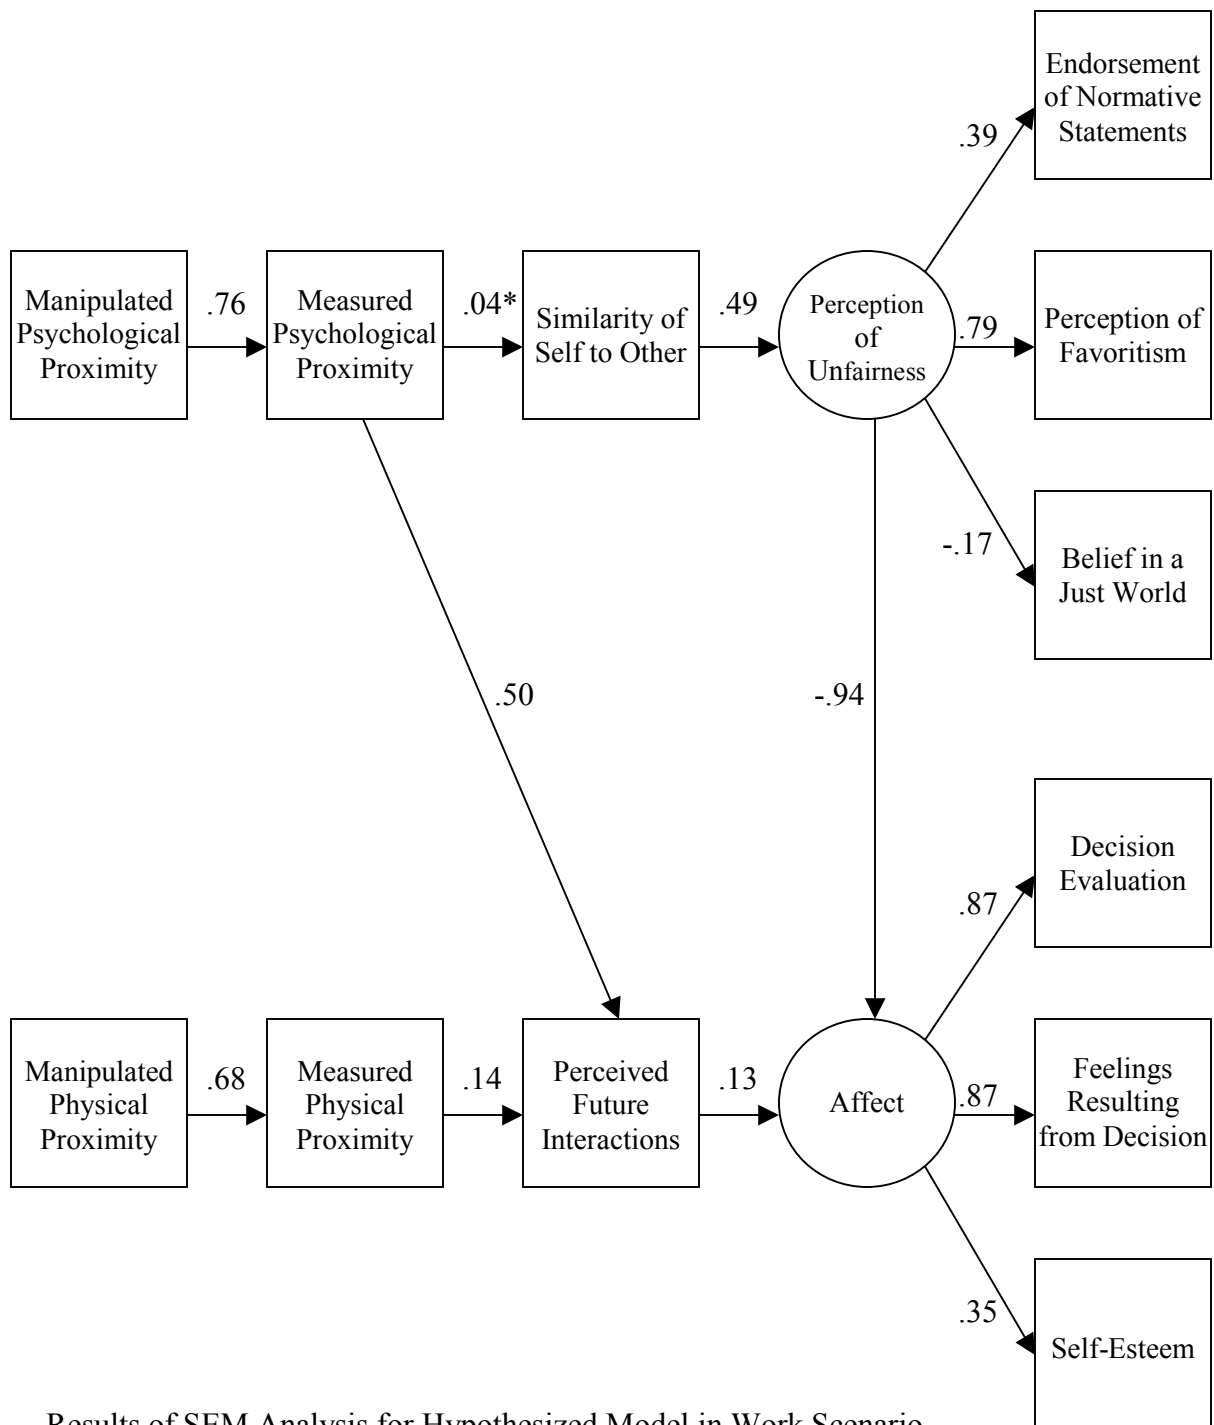 Endorsement
of Normative
Statements
.39
Manipulated
Psychological
Proximity
.76
Measured
Psychological
Proximity
.04*
Similarity of
Self to Other
.49
Perception
of
Unfairness
.79
Perception of
Favoritism
-.17
Belief in a
Just World
.50
-.94
Decision
Evaluation
.87
Manipulated
Physical
Proximity
.68
Measured
Physical
Proximity
.14
Perceived
Future
Interactions
.13
Affect
.87
Feelings
Resulting
from Decision
.35
Self-Esteem
Results of SEM Analysis for Hypothesized Model in Work Scenario